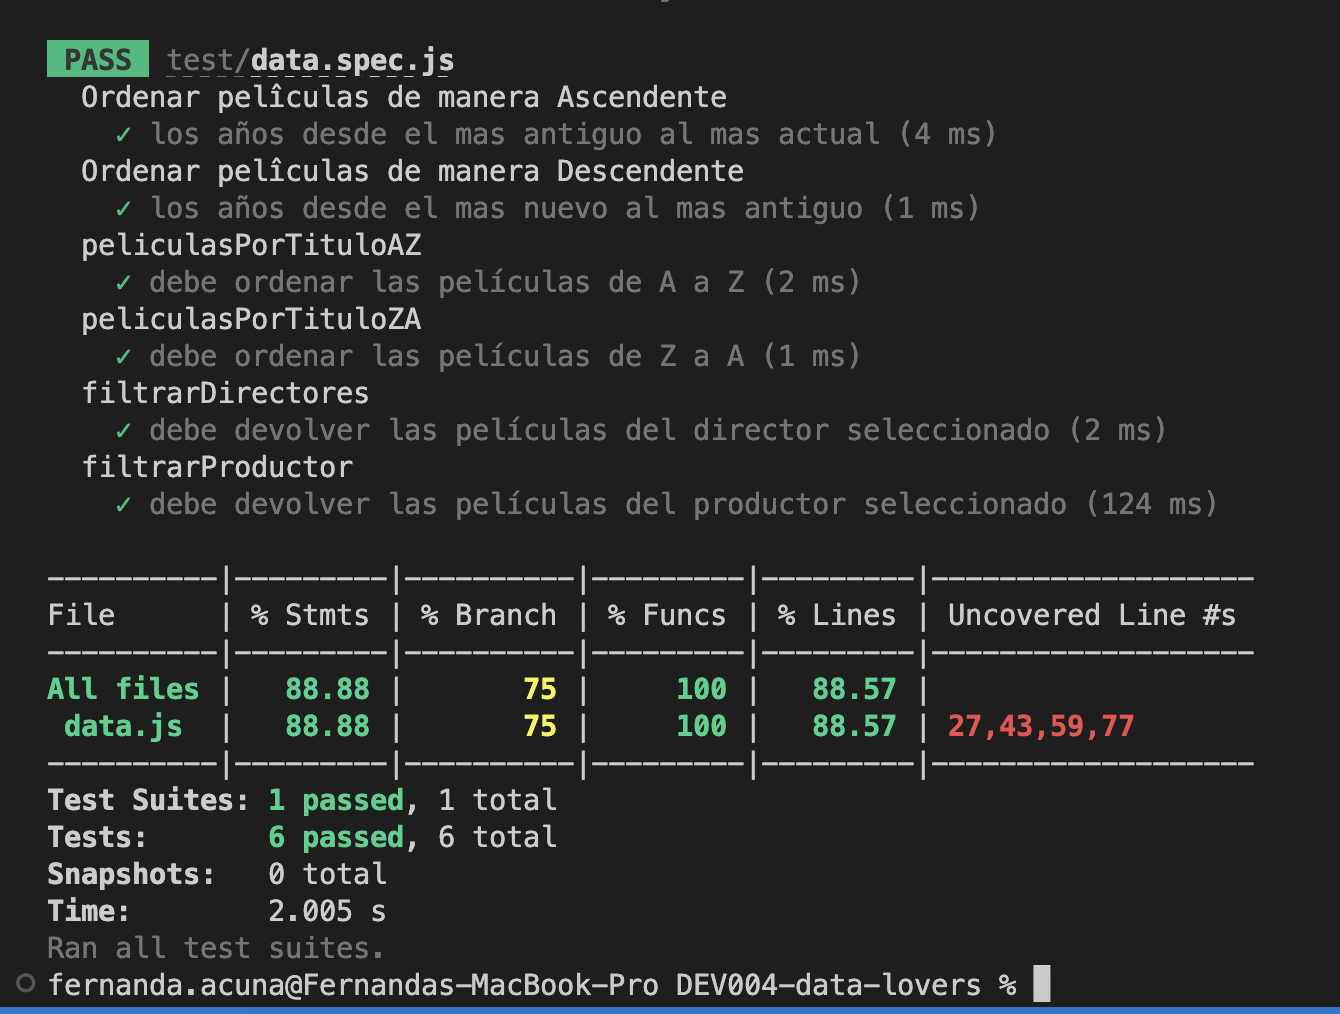 PASS test/data.spec.js
Ordenar pelîculas de manera Ascendente
✓ los años desde el mas antiguo al mas actual (4 ms)
Ordenar pelîculas de manera Descendente
✓ los años desde el mas nuevo al mas antiguo (1 ms)
peliculasPorTituloAZ
✓ debe ordenar las películas de A a Z (2 ms)
peliculasPorTituloZA
✓ debe ordenar las películas de Z a A (1 ms)
filtrarDirectores
✓ debe devolver las películas del director seleccionado (2 ms)
filtrarProductor
✓ debe devolver las películas del productor seleccionado (124 ms)
----------|---------|----------|---------|---------|-------------------
File | % Stmts | % Branch | % Funcs | % Lines | Uncovered Line #s
----------|---------|----------|---------|---------|-------------------
All files | 88.88 | 75 | 100 | 88.57 |
data.js | 88.88 | 75 | 100 | 88.57 | 27,43,59,77
----------|---------|----------|---------|---------|-------------------
Test Suites: 1 passed, 1 total
Tests: 6 passed, 6 total
Snapshots: 0 total
Time: 2.005 s
Ran all test suites.
fernanda.acuna@Fernandas-MacBook-Pro DEV004-data-lovers %